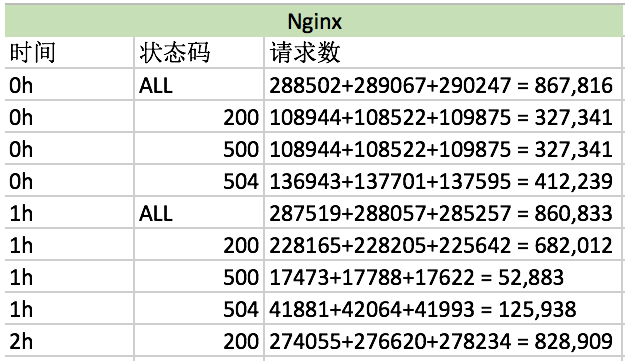 Nginx
时间 状态码 请求数
0h ALL 288502+289067+290247 = 867,816
0h 200 108944+108522+109875 = 327,341
0h 500 108944+108522+109875 = 327,341
0h 504 136943+137701+137595 = 412,239
1h ALL 287519+288057+285257 = 860,833
1h 200 228165+228205+225642 = 682,012
1h 500 17473+17788+17622 = 52,883
1h 504 41881+42064+41993 = 125,938
2h 200 274055+276620+278234 = 828,909